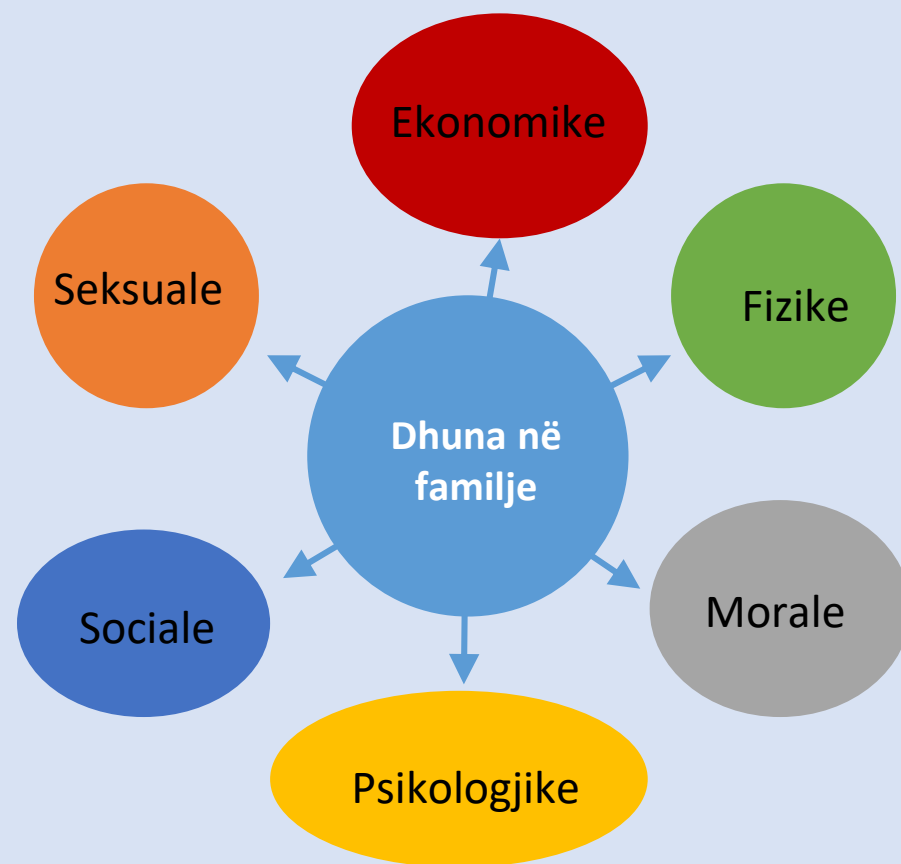 Ekonomike
Seksuale
Fizike
Dhuna në
familje
Sociale
Morale
Psikologjike